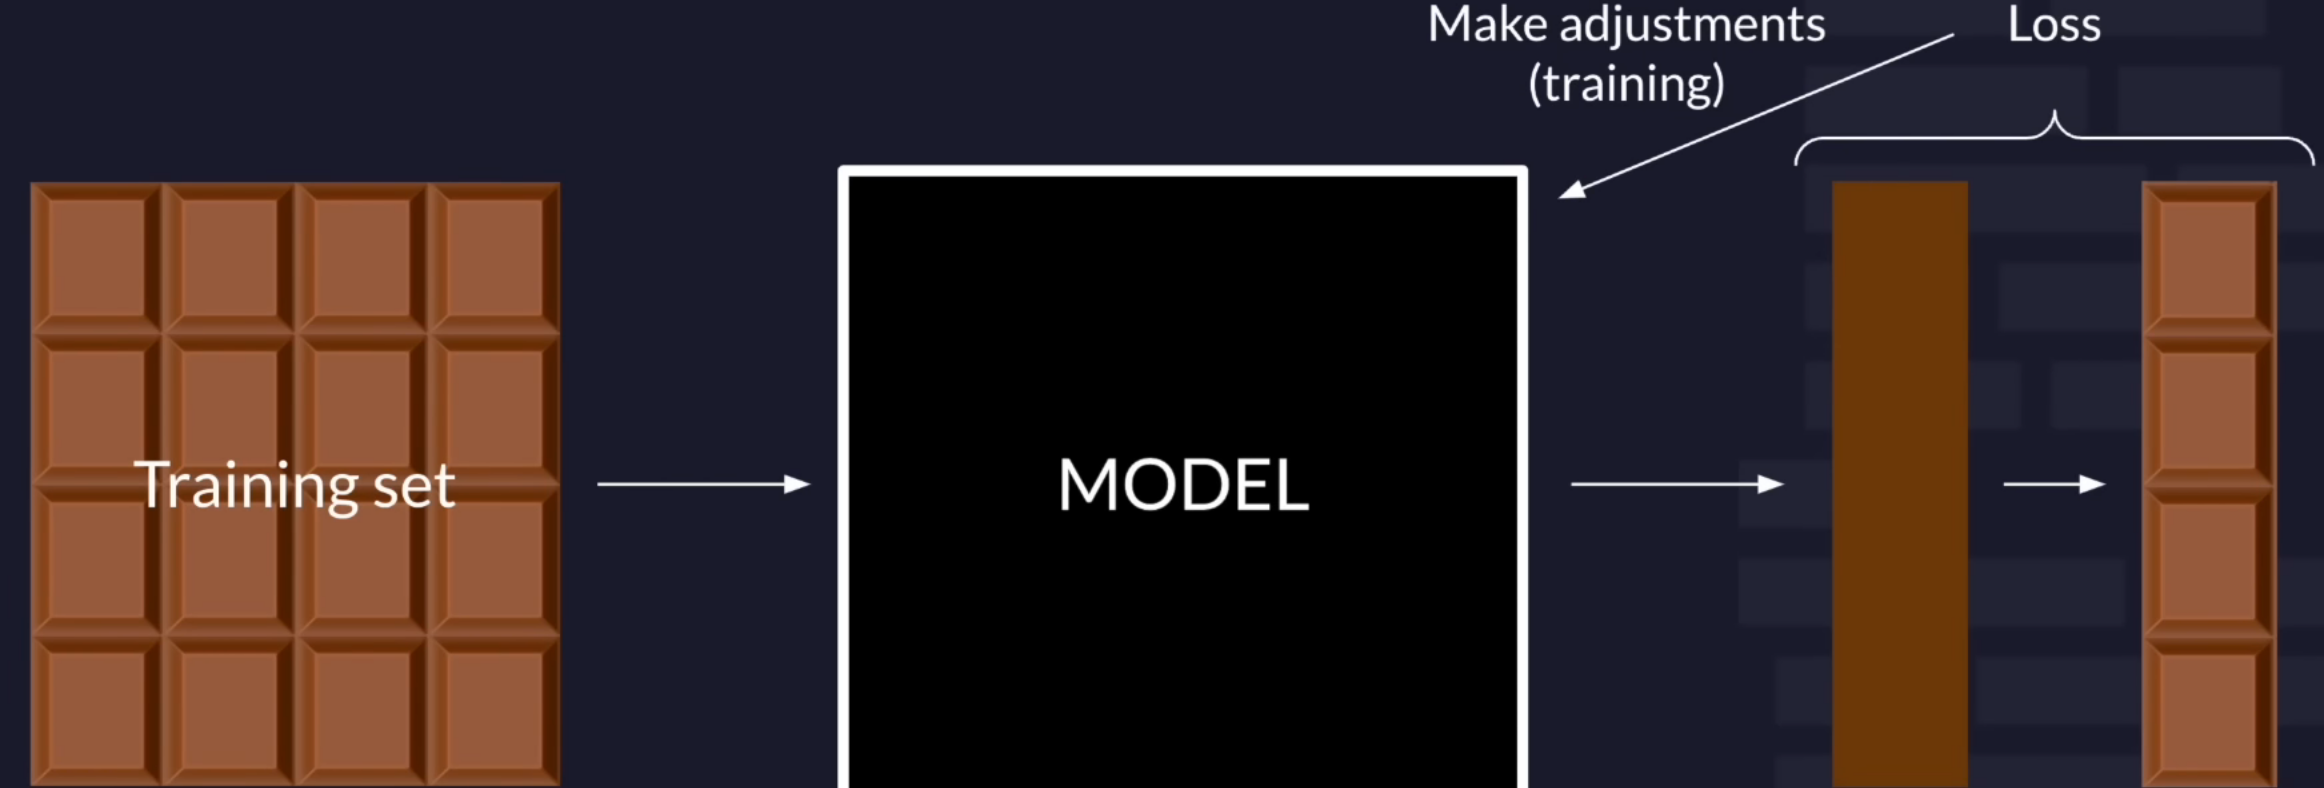 Make adjustments
(training)
Loss
Training set
MODEL